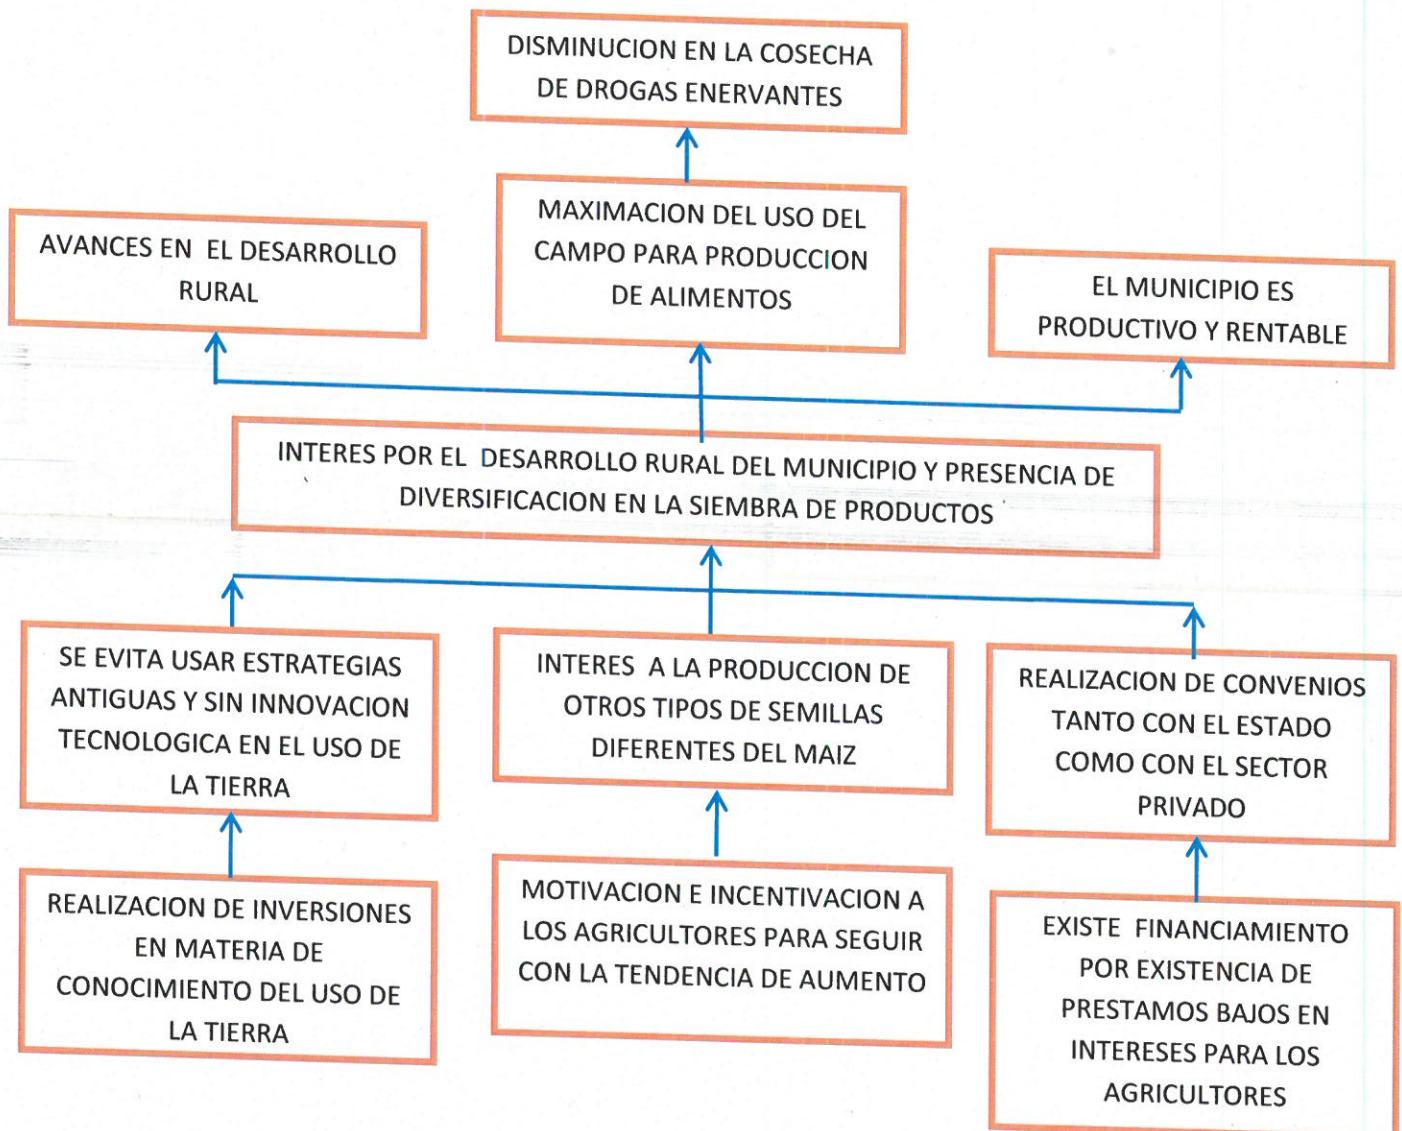 DISMINUCION EN LA COSECHA
DE DROGAS ENERVANTES
MAXIMACION DEL USO DEL
CAMPO PARA PRODUCCION
DE ALIMENTOS
AVANCES EN EL DESARROLLO
RURAL
EL MUNICIPIO ES
PRODUCTIVO Y RENTABLE
INTERES POR EL DESARROLLO RURAL DEL MUNICIPIO Y PRESENCIA DE
DIVERSIFICACION EN LA SIEMBRA DE PRODUCTOS
SE EVITA USAR ESTRATEGIAS
ANTIGUAS Y SIN INNOVACION
TECNOLOGICA EN EL USO DE
LA TIERRA
INTERES A LA PRODUCCION DE
OTROS TIPOS DE SEMILLAS
DIFERENTES DEL MAIZ
REALIZACION DE CONVENIOS
TANTO CON EL ESTADO
COMO CON EL SECTOR
PRIVADO
REALIZACION DE INVERSIONES
EN MATERIA DE
CONOCIMIENTO DEL USO DE
LA TIERRA
MOTIVACION E INCENTIVACION A
LOS AGRICULTORES PARA SEGUIR
CON LA TENDENCIA DE AUMENTO
EXISTE FINANCIAMIENTO
POR EXISTENCIA DE
PRESTAMOS BAJOS EN
INTERESES PARA LOS
AGRICULTORES